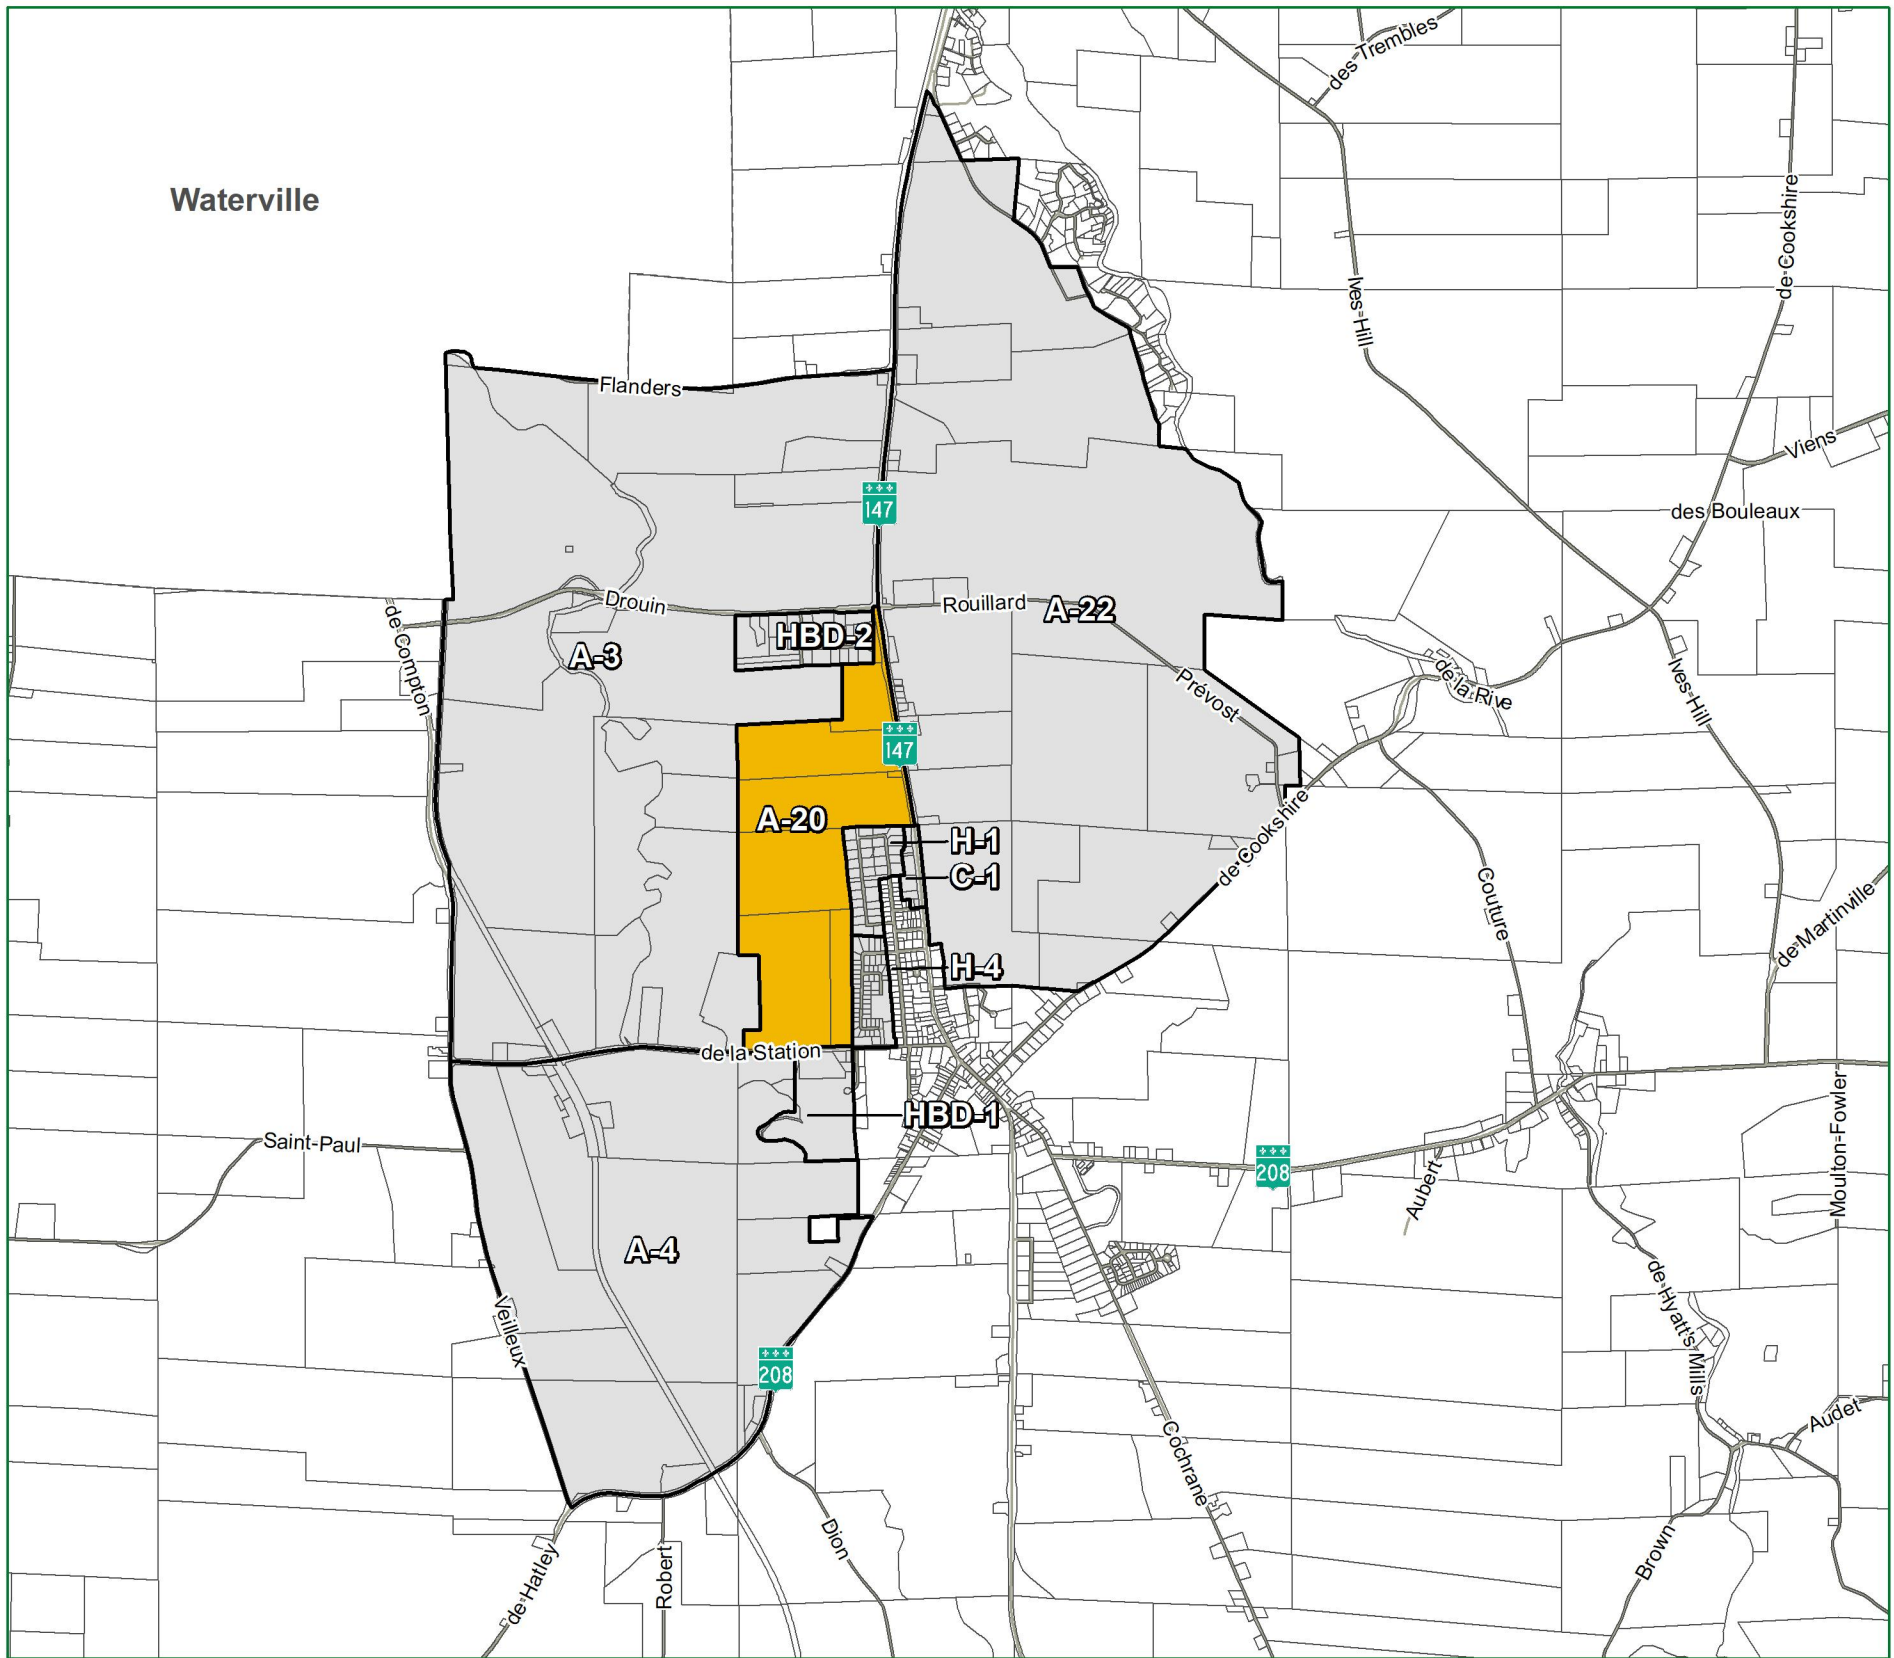 des Trembles
Waterville
de-Cookshire
Ives-Hill
Flanders
Viens
147
des Bouleaux
de-Compton
Drouin
Rouillard
A-22
HBD-2
A-3
de-la-Rive
Prévost
Ives-Hill
147
A-20
H-1
de-Cookshire
C-1
Couture
de-Martinville
H-4
de la Station
HBD-1
Saint-Paul
208
Aubert
Moulton-Fowler
A-4
Veilleux
de-Hyatt's-Mills
208
Audet
Cochrane
Dion
Brown
de-Hatley
Robert